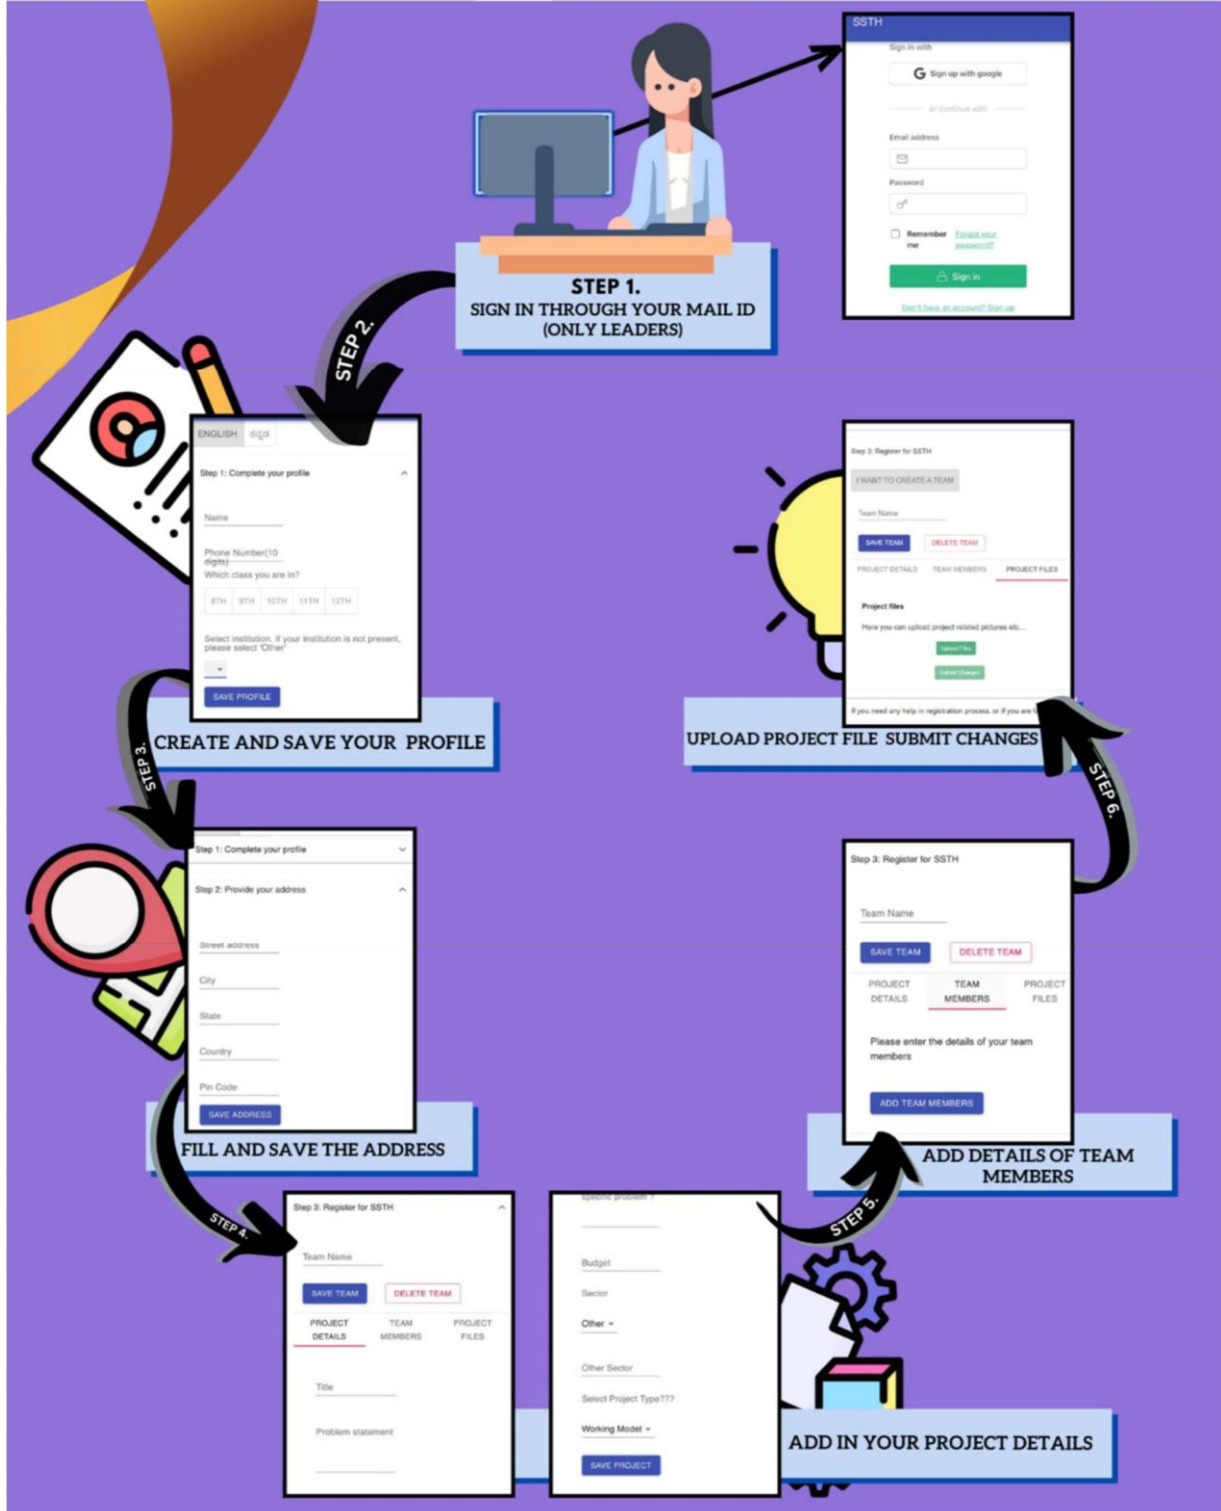 SSTH
Sign in with
G Sign up with google
or continue with
Email address
Password
Remember me
Forgot your password?
Sign in
Don't have an account? Sign up
STEP 1.
SIGN IN THROUGH YOUR MAIL ID
(ONLY LEADERS)
STEP 2.
ENGLISH ಕನ್ನಡ
Step 1: Complete your profile
Name
Phone Number(10
digits)
Which class you are in?
8TH 9TH 10TH 11TH 12TH
Select institution. If your institution is not present,
please select 'Other'
SAVE PROFILE
CREATE AND SAVE YOUR PROFILE
STEP 3.
Step 1: Complete your profile
Step 2: Provide your address
Street address
City
State
Country
Pin Code
SAVE ADDRESS
FILL AND SAVE THE ADDRESS
STEP 4.
Step 3: Register for SSTH
Team Name
SAVE TEAM DELETE TEAM
PROJECT DETAILS
TEAM MEMBERS
PROJECT FILES
Title
Problem statement
specific problem ?
Budget
Sector
Other
Other Sector
Select Project Type???
Working Model
SAVE PROJECT
ADD IN YOUR PROJECT DETAILS
STEP 5.
Step 3: Register for SSTH
Team Name
SAVE TEAM DELETE TEAM
PROJECT DETAILS
TEAM MEMBERS
PROJECT FILES
Please enter the details of your team
members
ADD TEAM MEMBERS
ADD DETAILS OF TEAM
MEMBERS
STEP 6.
Step 3: Register for SSTH
I WANT TO CREATE A TEAM
Team Name
SAVE TEAM DELETE TEAM
PROJECT DETAILS TEAM MEMBERS PROJECT FILES
Project files
Here you can upload project related pictures etc...
Upload Files
Submit Changes
If you need any help in registration process, or if you are
UPLOAD PROJECT FILE SUBMIT CHANGES